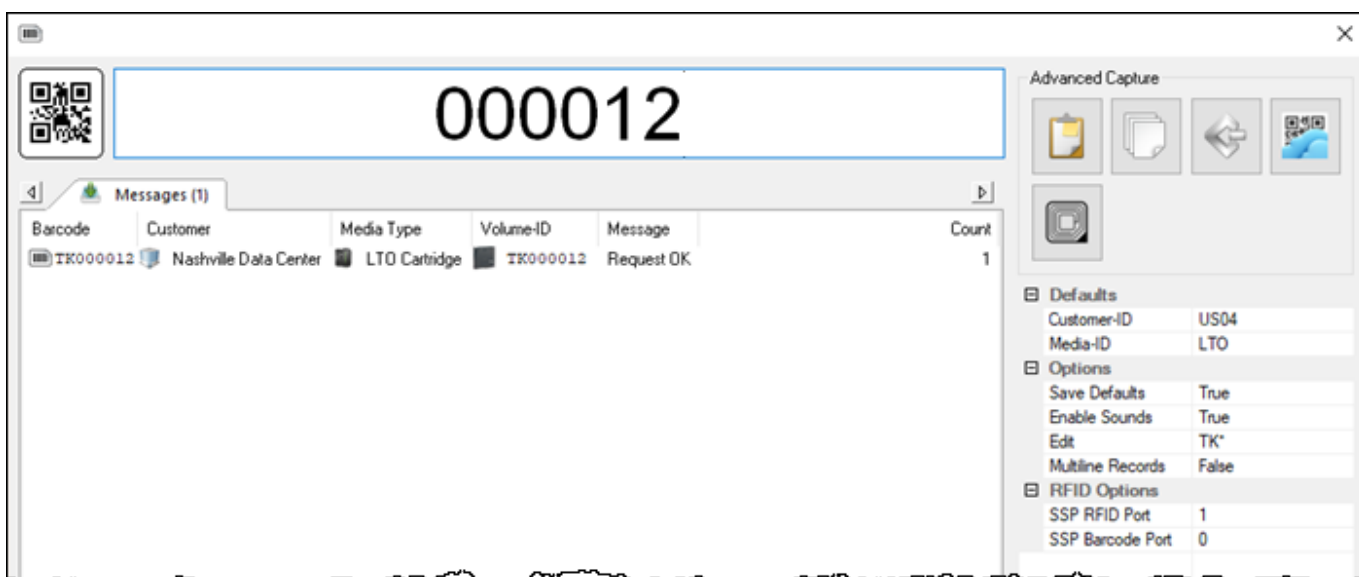 Advanced Capture
000012
Messages (1)
Barcode Customer Media Type Volume-ID Message Count
TK000012 Nashville Data Center LTO Cartridge TK000012 Request OK 1
Defaults
Customer-ID US04
Media-ID LTO
Options
Save Defaults True
Enable Sounds True
Edit TK*
Multiline Records False
RFID Options
SSP RFID Port 1
SSP Barcode Port 0